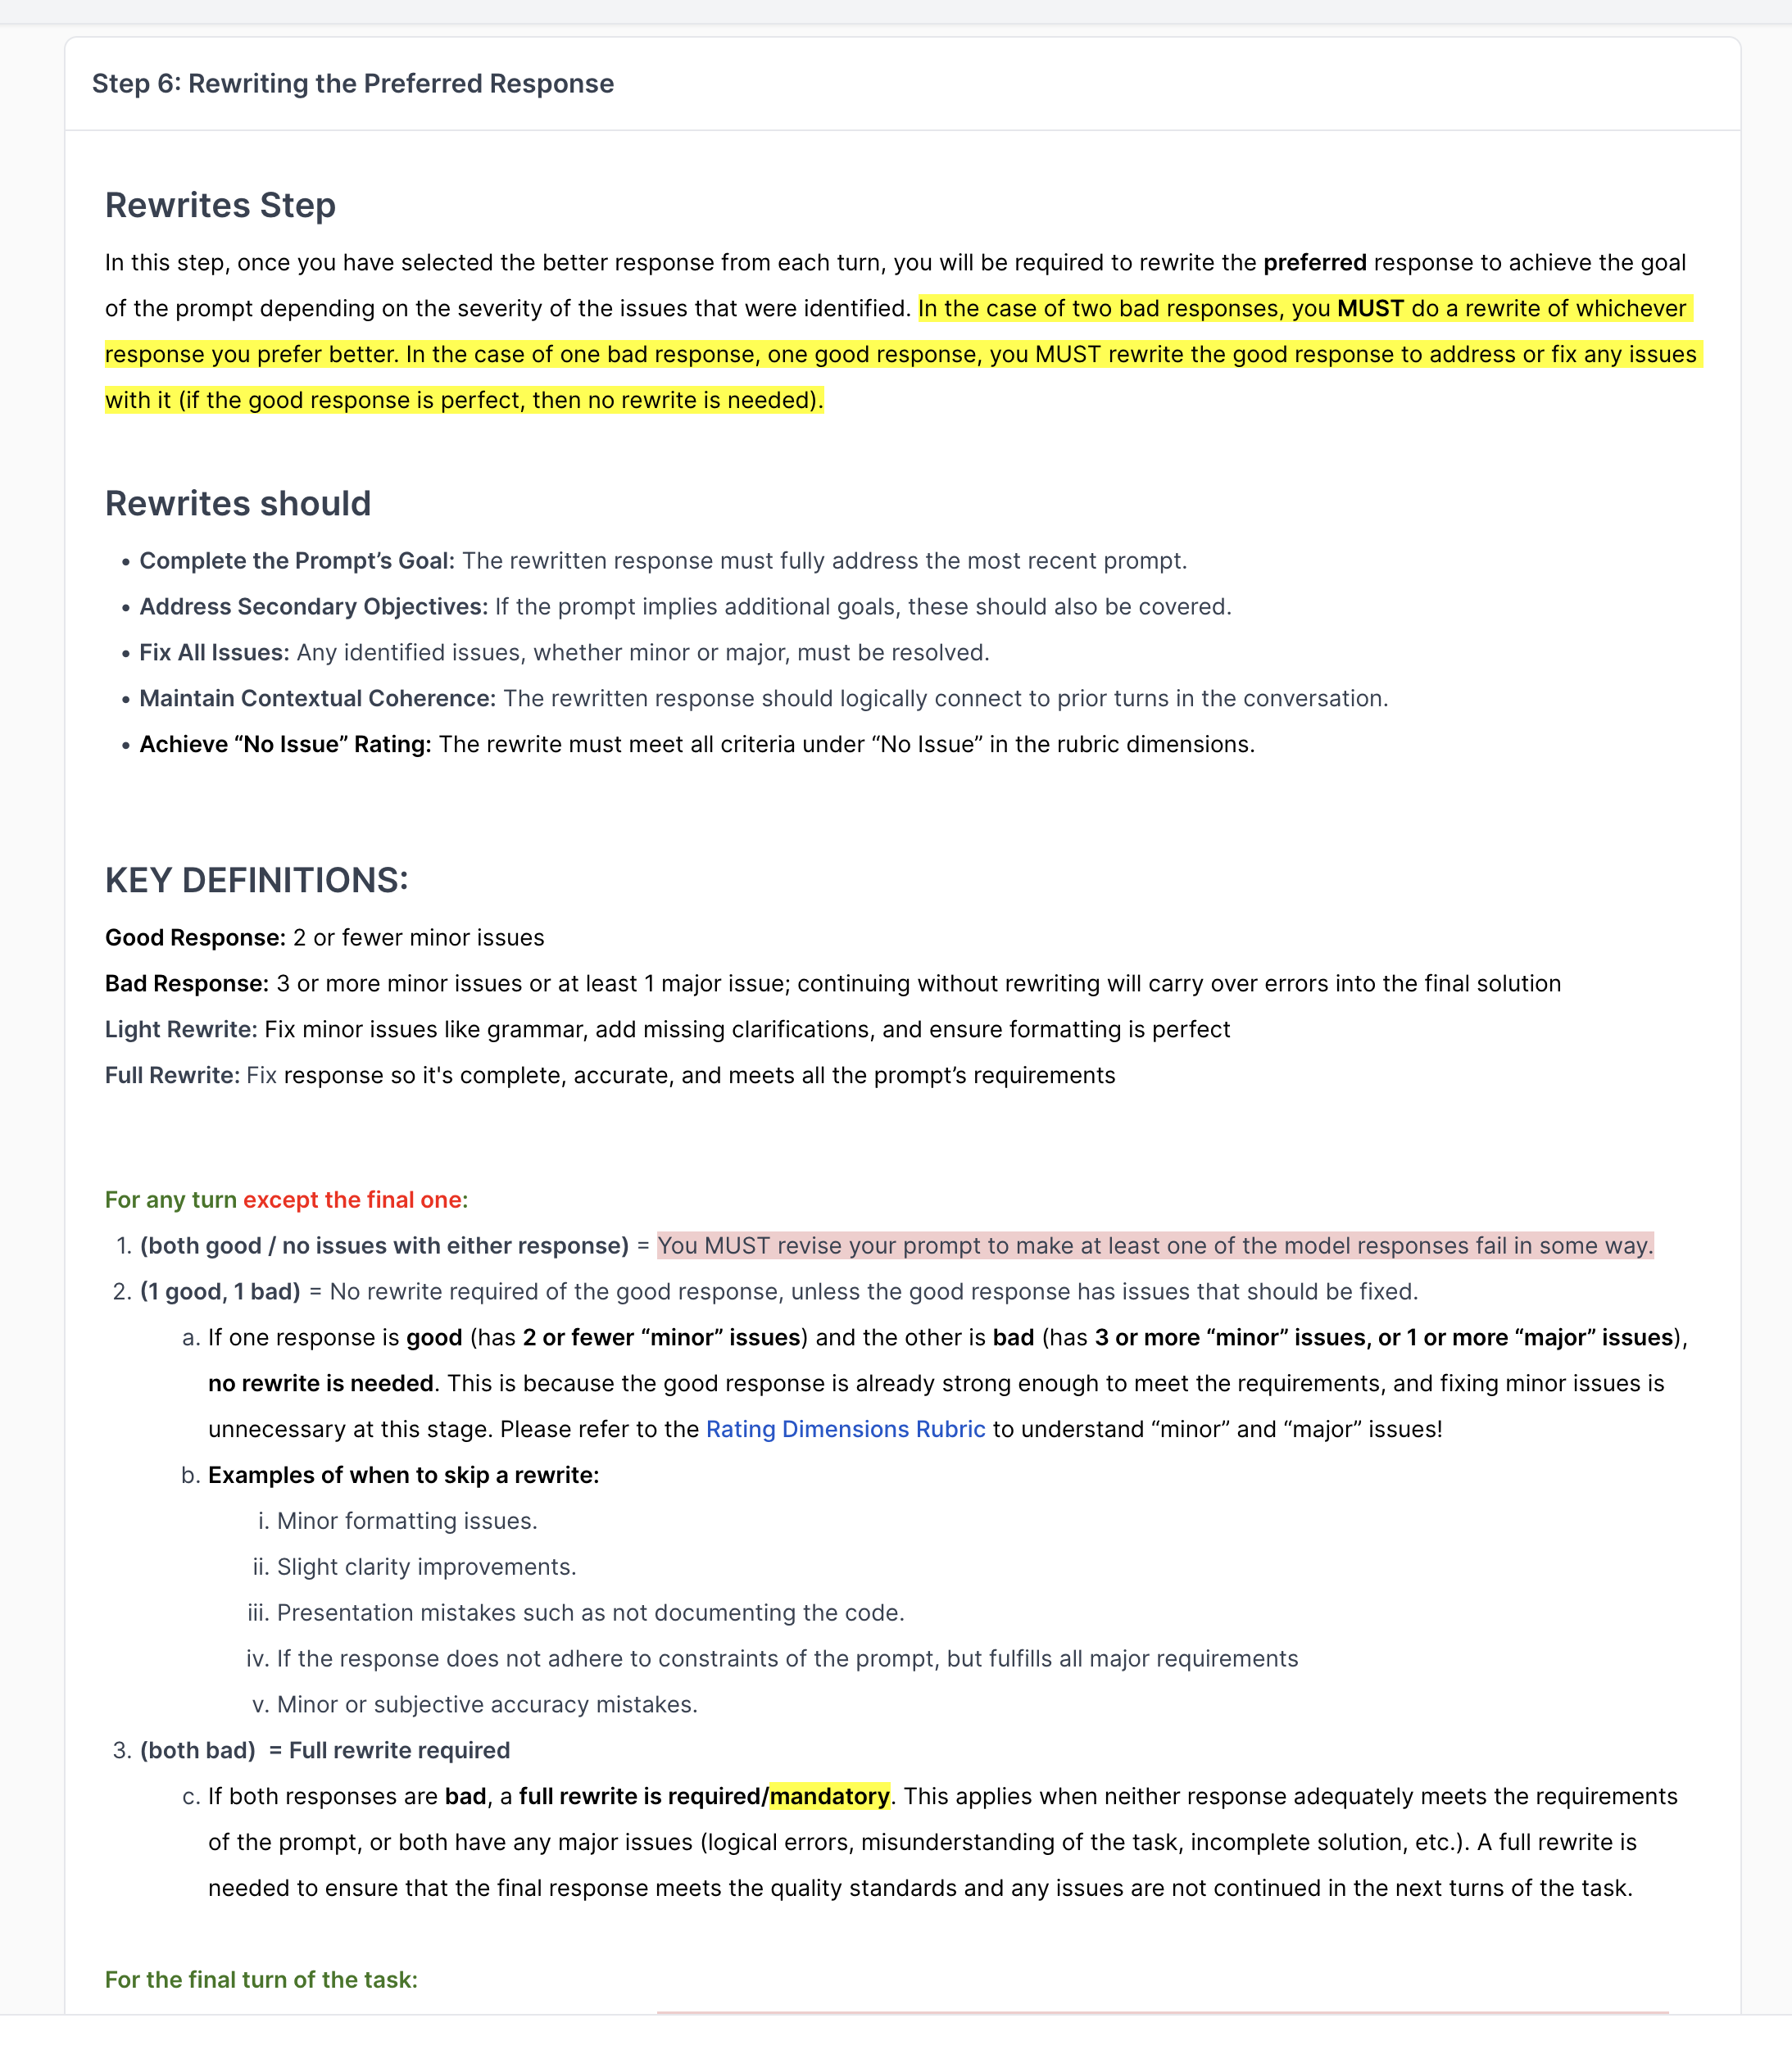 Step 6: Rewriting the Preferred Response
Rewrites Step
In this step, once you have selected the better response from each turn, you will be required to rewrite the preferred response to achieve the goal
of the prompt depending on the severity of the issues that were identified. In the case of two bad responses, you MUST do a rewrite of whichever
response you prefer better. In the case of one bad response, one good response, you MUST rewrite the good response to address or fix any issues
with it (if the good response is perfect, then no rewrite is needed).
Rewrites should
• Complete the Prompt’s Goal: The rewritten response must fully address the most recent prompt.
• Address Secondary Objectives: If the prompt implies additional goals, these should also be covered.
• Fix All Issues: Any identified issues, whether minor or major, must be resolved.
• Maintain Contextual Coherence: The rewritten response should logically connect to prior turns in the conversation.
• Achieve “No Issue” Rating: The rewrite must meet all criteria under “No Issue” in the rubric dimensions.
KEY DEFINITIONS:
Good Response: 2 or fewer minor issues
Bad Response: 3 or more minor issues or at least 1 major issue; continuing without rewriting will carry over errors into the final solution
Light Rewrite: Fix minor issues like grammar, add missing clarifications, and ensure formatting is perfect
Full Rewrite: Fix response so it's complete, accurate, and meets all the prompt’s requirements
For any turn except the final one:
1. (both good / no issues with either response) = You MUST revise your prompt to make at least one of the model responses fail in some way.
2. (1 good, 1 bad) = No rewrite required of the good response, unless the good response has issues that should be fixed.
a. If one response is good (has 2 or fewer “minor” issues) and the other is bad (has 3 or more “minor” issues, or 1 or more “major” issues),
no rewrite is needed. This is because the good response is already strong enough to meet the requirements, and fixing minor issues is
unnecessary at this stage. Please refer to the Rating Dimensions Rubric to understand “minor” and “major” issues!
b. Examples of when to skip a rewrite:
i. Minor formatting issues.
ii. Slight clarity improvements.
iii. Presentation mistakes such as not documenting the code.
iv. If the response does not adhere to constraints of the prompt, but fulfills all major requirements
v. Minor or subjective accuracy mistakes.
3. (both bad) = Full rewrite required
c. If both responses are bad, a full rewrite is required/mandatory. This applies when neither response adequately meets the requirements
of the prompt, or both have any major issues (logical errors, misunderstanding of the task, incomplete solution, etc.). A full rewrite is
needed to ensure that the final response meets the quality standards and any issues are not continued in the next turns of the task.
For the final turn of the task: